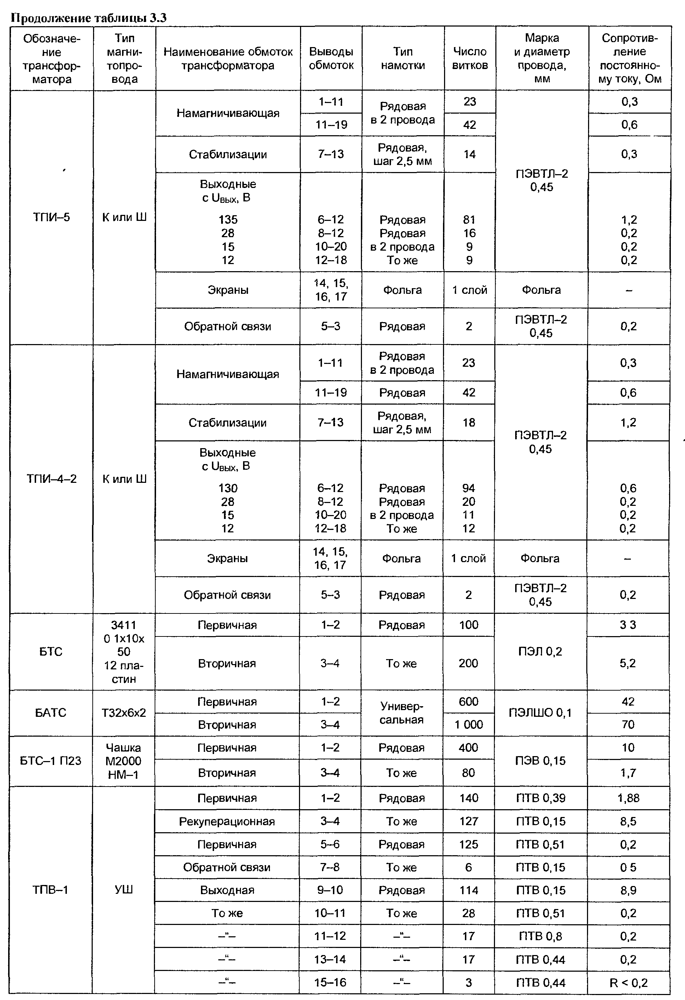 Продолжение таблицы 3.3
Обозначе-
ние
трансфор-
матора
Тип
магни-
топро-
вода
Наименование обмоток
трансформатора
Выводы
обмоток
Тип
намотки
Число
витков
Марка
и диаметр
провода,
мм
Сопротив-
ление
постоянно-
му току, Ом
ТПИ–5
К или Ш
Намагничивающая
1–11
Рядовая
в 2 провода
23
ПЭВТЛ–2
0,45
0,3
11–19
42
0,6
Стабилизации
7–13
Рядовая,
шаг 2,5 мм
14
0,3
Выходные
с Uвых, В
135 6–12 Рядовая 81 1,2
28 8–12 Рядовая 16 0,2
15 10–20 в 2 провода 9 0,2
12 12–18 То же 9 0,2
Экраны
14, 15,
16, 17
Фольга
1 слой
Фольга
–
Обратной связи
5–3
Рядовая
2
ПЭВТЛ–2
0,45
0,2
ТПИ–4–2
К или Ш
Намагничивающая
1–11
Рядовая
в 2 провода
23
ПЭВТЛ–2
0,45
0,3
11–19
Рядовая
42
0,6
Стабилизации
7–13
Рядовая,
шаг 2,5 мм
18
1,2
Выходные
с Uвых, В
130 6–12 Рядовая 94 0,6
28 8–12 Рядовая 20 0,2
15 10–20 в 2 провода 11 0,2
12 12–18 То же 12 0,2
Экраны
14, 15,
16, 17
Фольга
1 слой
Фольга
–
Обратной связи
5–3
Рядовая
2
ПЭВТЛ–2
0,45
0,2
БТС
3411
0 1х10х
50
12 пла-
стин
Первичная 1–2 Рядовая 100
ПЭЛ 0,2
3 3
Вторичная 3–4 То же 200 5,2
БАТС
Т32х6х2
Первичная 1–2
Универ-
сальная
600
ПЭЛШО 0,1
42
Вторичная 3–4 1 000 70
БТС–1 П23
Чашка
М2000
НМ–1
Первичная 1–2 Рядовая 400
ПЭВ 0,15
10
Вторичная 3–4 То же 80 1,7
ТПВ–1
УШ
Первичная 1–2 Рядовая 140 ПТВ 0,39 1,88
Рекуперационная 3–4 То же 127 ПТВ 0,15 8,5
Первичная 5–6 Рядовая 125 ПТВ 0,51 0,2
Обратной связи 7–8 То же 6 ПТВ 0,15 0 5
Выходная 9–10 Рядовая 114 ПТВ 0,15 8,9
То же 10–11 То же 28 ПТВ 0,51 0,2
–“– 11–12 –“– 17 ПТВ 0,8 0,2
–“– 13–14 –“– 17 ПТВ 0,44 0,2
–“– 15–16 –“– 3 ПТВ 0,44 R < 0,2